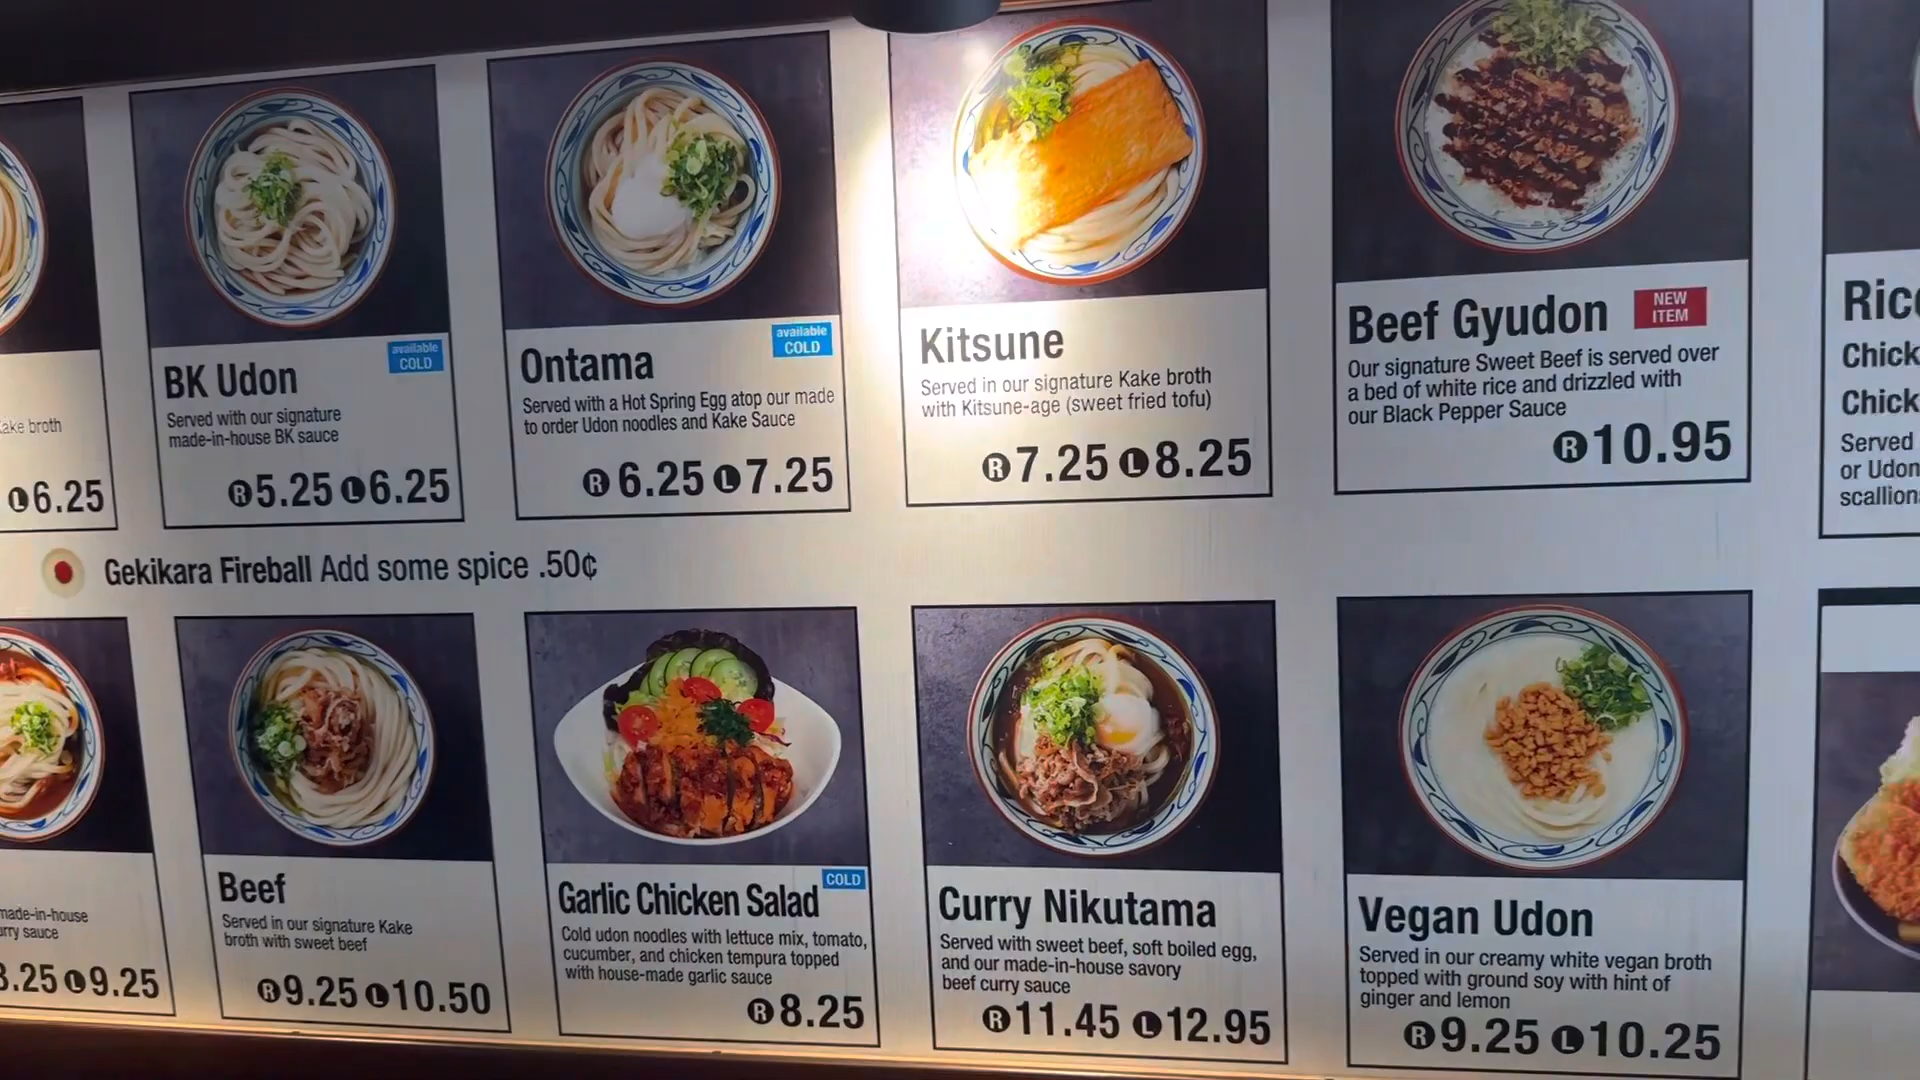 Kake broth
L6.25
BK Udon
available
COLD
Served with our signature
made-in-house BK sauce
R5.25 L6.25
Ontama
available
COLD
Served with a Hot Spring Egg atop our made
to order Udon noodles and Kake Sauce
R6.25 L7.25
Kitsune
Served in our signature Kake broth
with Kitsune-age (sweet fried tofu)
R7.25 L8.25
Beef Gyudon
NEW
ITEM
Our signature Sweet Beef is served over
a bed of white rice and drizzled with
our Black Pepper Sauce
R10.95
Chick
Chick
Served
or Udon
scallion
Gekikara Fireball Add some spice .50¢
made-in-house
sauce
.25 L9.25
Beef
Served in our signature Kake
broth with sweet beef
R9.25 L10.50
Garlic Chicken Salad
COLD
Cold udon noodles with lettuce mix, tomato,
cucumber, and chicken tempura topped
with house-made garlic sauce
R8.25
Curry Nikutama
Served with sweet beef, soft boiled egg,
and our made-in-house savory
beef curry sauce
R11.45 L12.95
Vegan Udon
Served in our creamy white vegan broth
topped with ground soy with hint of
ginger and lemon
R9.25 L10.25